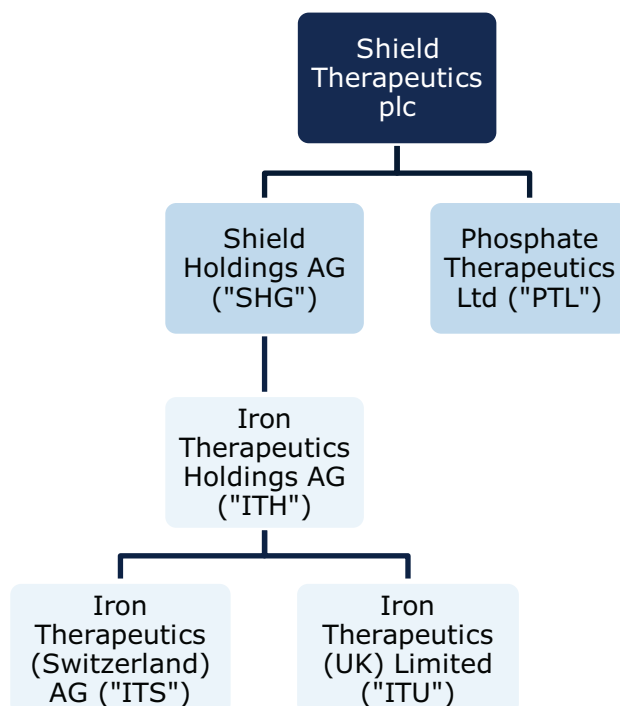 Shield
Therapeutics
plc
Shield
Holdings AG
("SHG")
Phosphate
Therapeutics
Ltd ("PTL")
Iron
Therapeutics
Holdings AG
("ITH")
Iron
Therapeutics
(Switzerland)
AG ("ITS")
Iron
Therapeutics
(UK) Limited
("ITU")